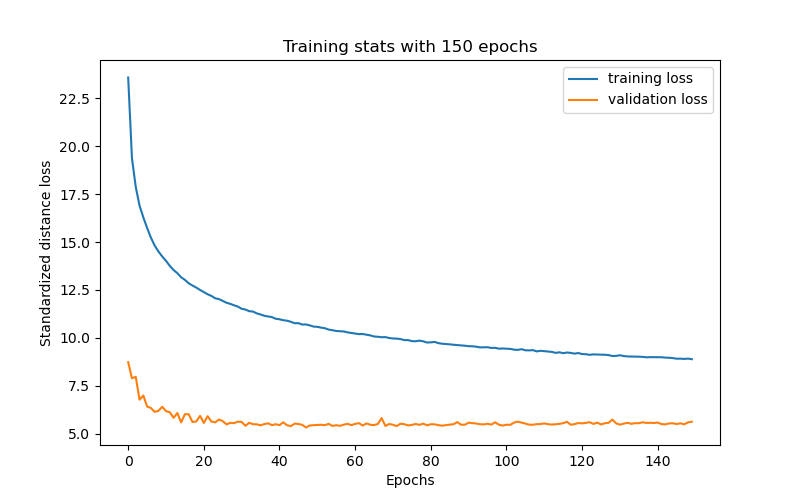 Training stats with 150 epochs
training loss
validation loss
Standardized distance loss
22.5
20.0
17.5
15.0
12.5
10.0
7.5
5.0
0 20 40 60 80 100 120 140
Epochs